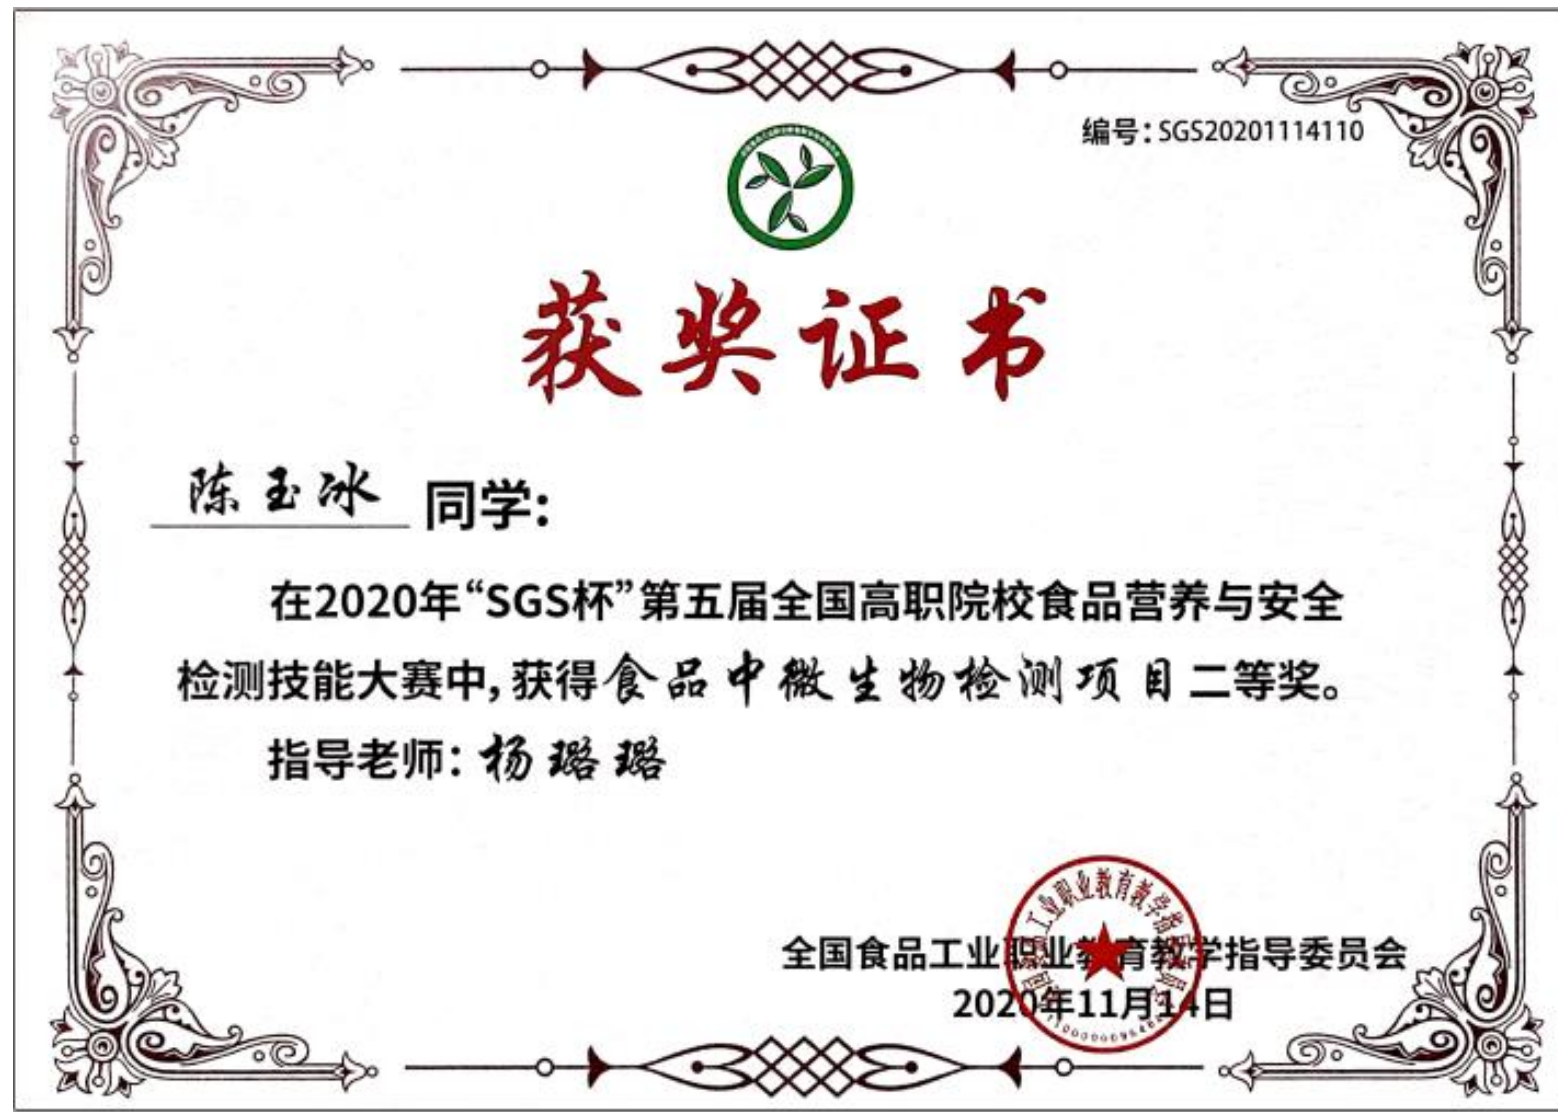 编号：SGS20201114110
获奖证书
陈玉冰 同学：
在2020年“SGS杯”第五届全国高职院校食品营养与安全
检测技能大赛中，获得食品中微生物检测项目二等奖。
指导老师：杨璐璐
全国食品工业职业教育教学指导委员会
2020年11月14日